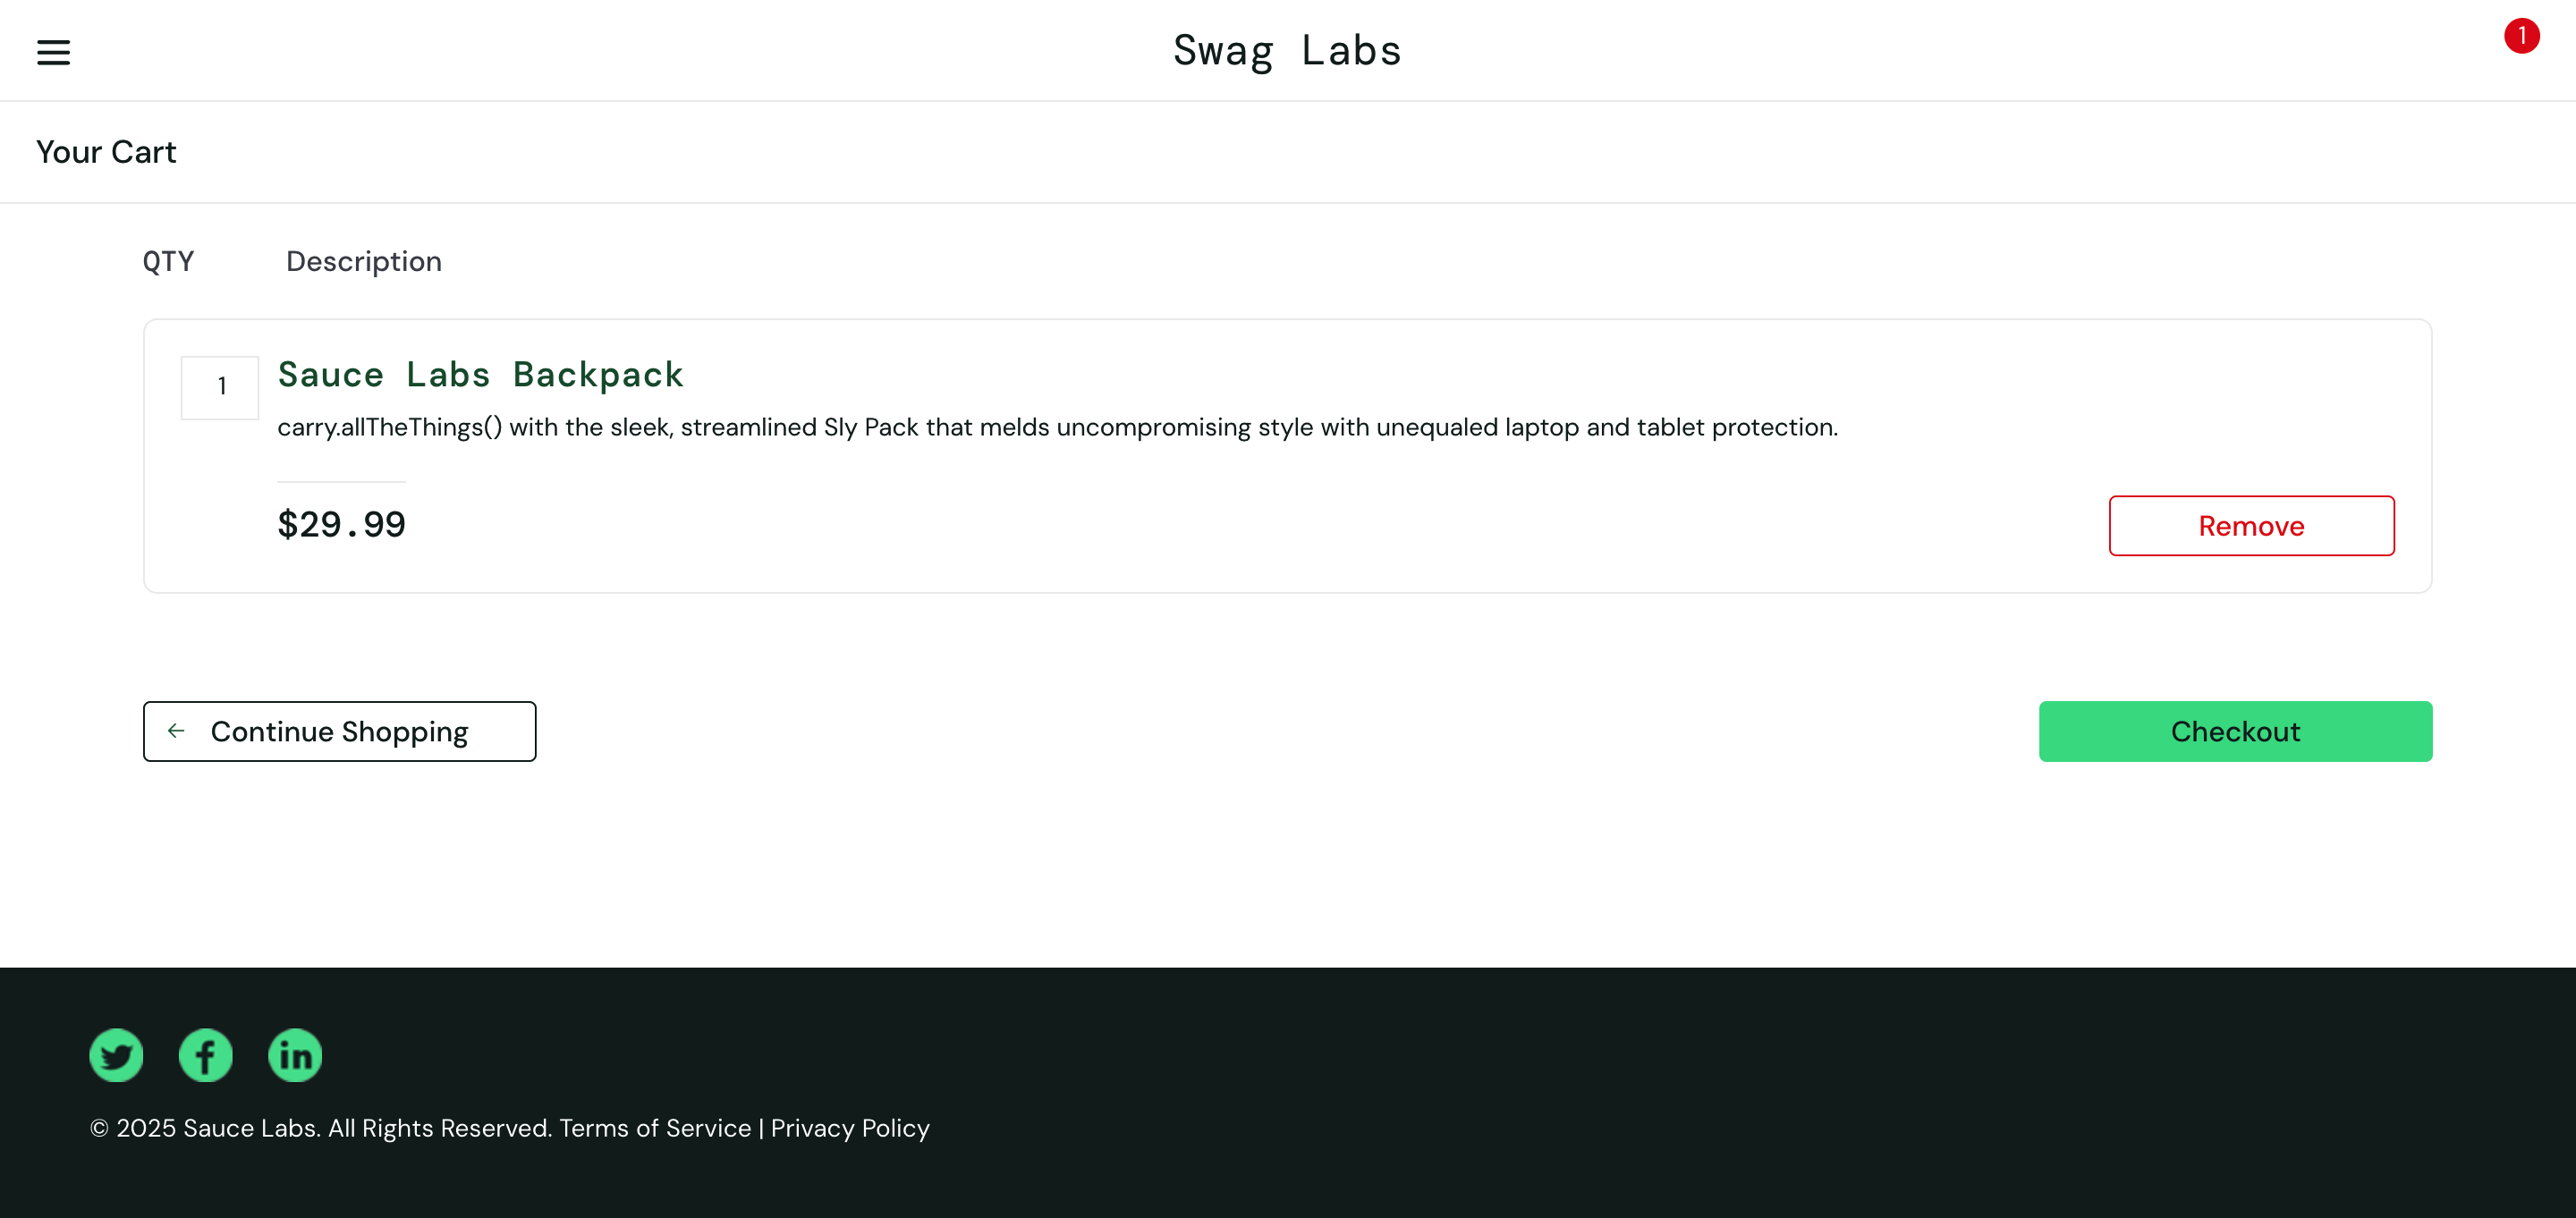 Swag Labs
1
Your Cart
QTY Description
1
Sauce Labs Backpack
carry.allTheThings() with the sleek, streamlined Sly Pack that melds uncompromising style with unequaled laptop and tablet protection.
$29.99
Remove
Continue Shopping
Checkout
© 2025 Sauce Labs. All Rights Reserved. Terms of Service | Privacy Policy